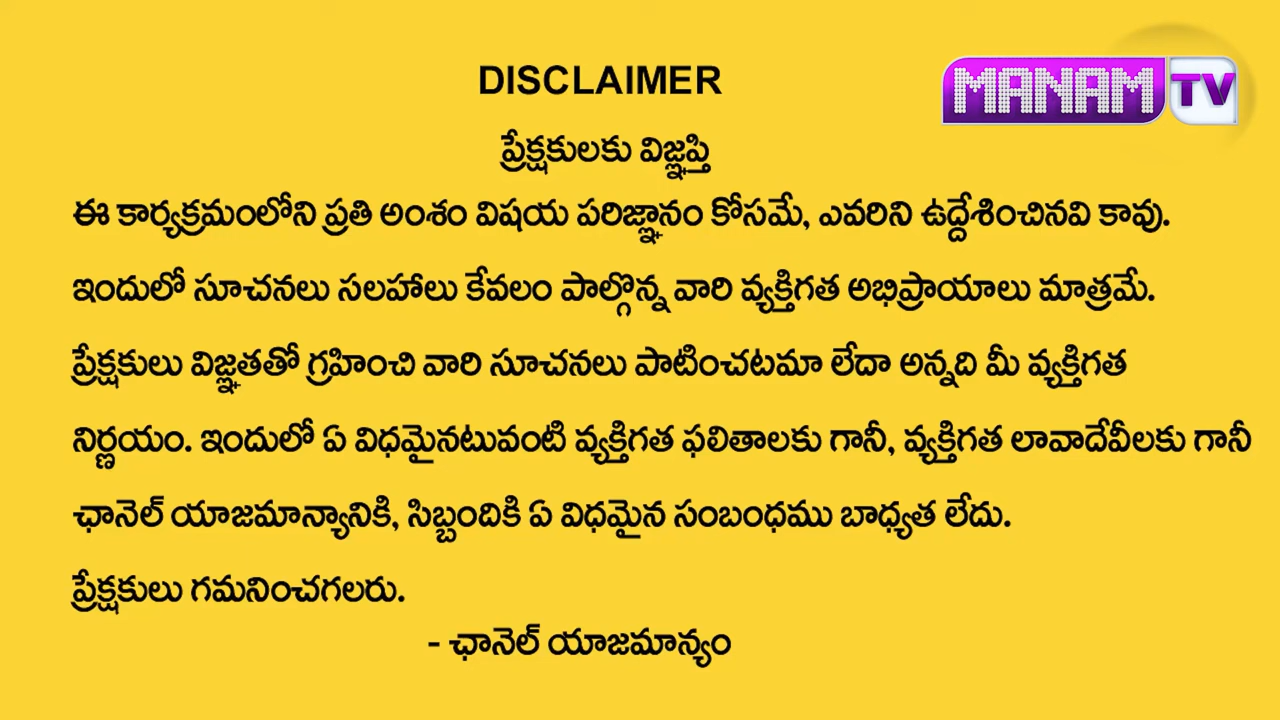 DISCLAIMER
MANAM TV
ప్రేక్షకులకు విజ్ఞప్తి
ఈ కార్యక్రమంలోని ప్రతి అంశం విషయ పరిజ్ఞానం కోసమే, ఎవరిని ఉద్దేశించినవి కావు.
ఇందులో సూచనలు సలహాలు కేవలం పాల్గొన్న వారి వ్యక్తిగత అభిప్రాయాలు మాత్రమే.
ప్రేక్షకులు విజ్ఞతతో గ్రహించి వారి సూచనలు పాటించటమా లేదా అన్నది మీ వ్యక్తిగత
నిర్ణయం. ఇందులో ఏ విధమైనటువంటి వ్యక్తిగత ఫలితాలకు గానీ, వ్యక్తిగత లావాదేవీలకు గానీ
ఛానెల్ యాజమాన్యానికి, సిబ్బందికి ఏ విధమైన సంబంధము బాధ్యత లేదు.
ప్రేక్షకులు గమనించగలరు.
- ఛానెల్ యాజమాన్యం